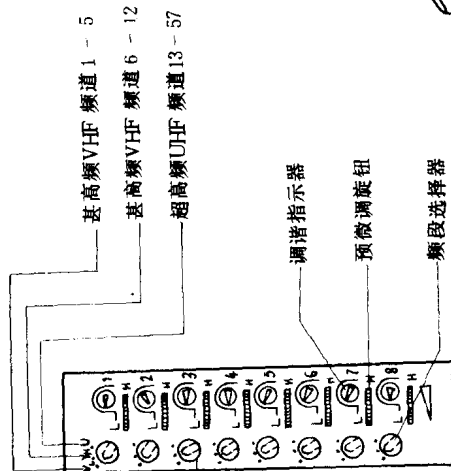 甚高频VHF 频道1-5
甚高频VHF 频道6-12
超高频UHF 频道13-57
调谐指示器
预微调旋钮
频段选择器
L 1 H
L 2 H
L 3 H
L 4 H
L 5 H
L 6 H
L 7 H
L 8 H